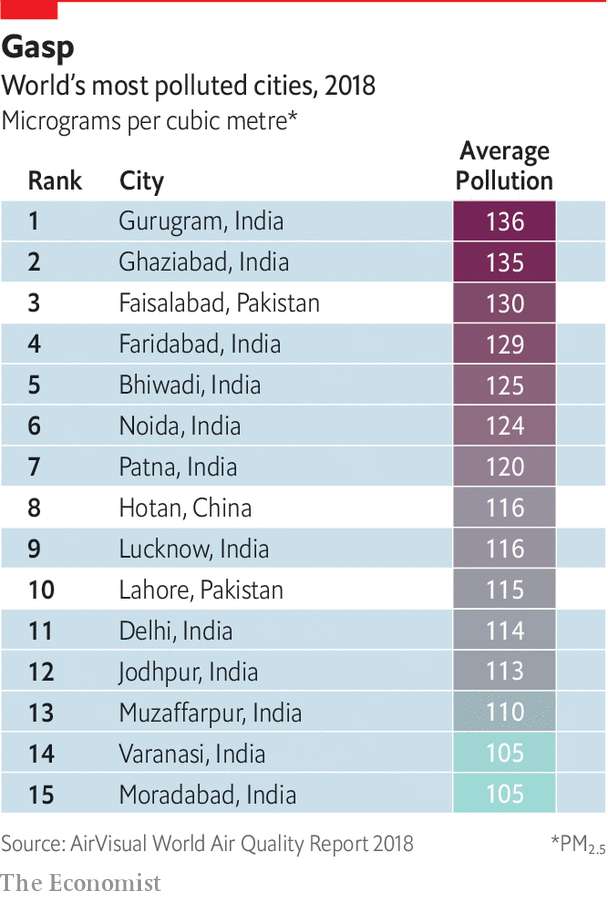 Gasp
World's most polluted cities, 2018
Micrograms per cubic metre*
Average
Rank City Pollution
1 Gurugram, India 136
2 Ghaziabad, India 135
3 Faisalabad, Pakistan 130
4 Faridabad, India 129
5 Bhiwadi, India 125
6 Noida, India 124
7 Patna, India 120
8 Hotan, China 116
9 Lucknow, India 116
10 Lahore, Pakistan 115
11 Delhi, India 114
12 Jodhpur, India 113
13 Muzaffarpur, India 110
14 Varanasi, India 105
15 Moradabad, India 105
Source: AirVisual World Air Quality Report 2018 *PM2.5
The Economist